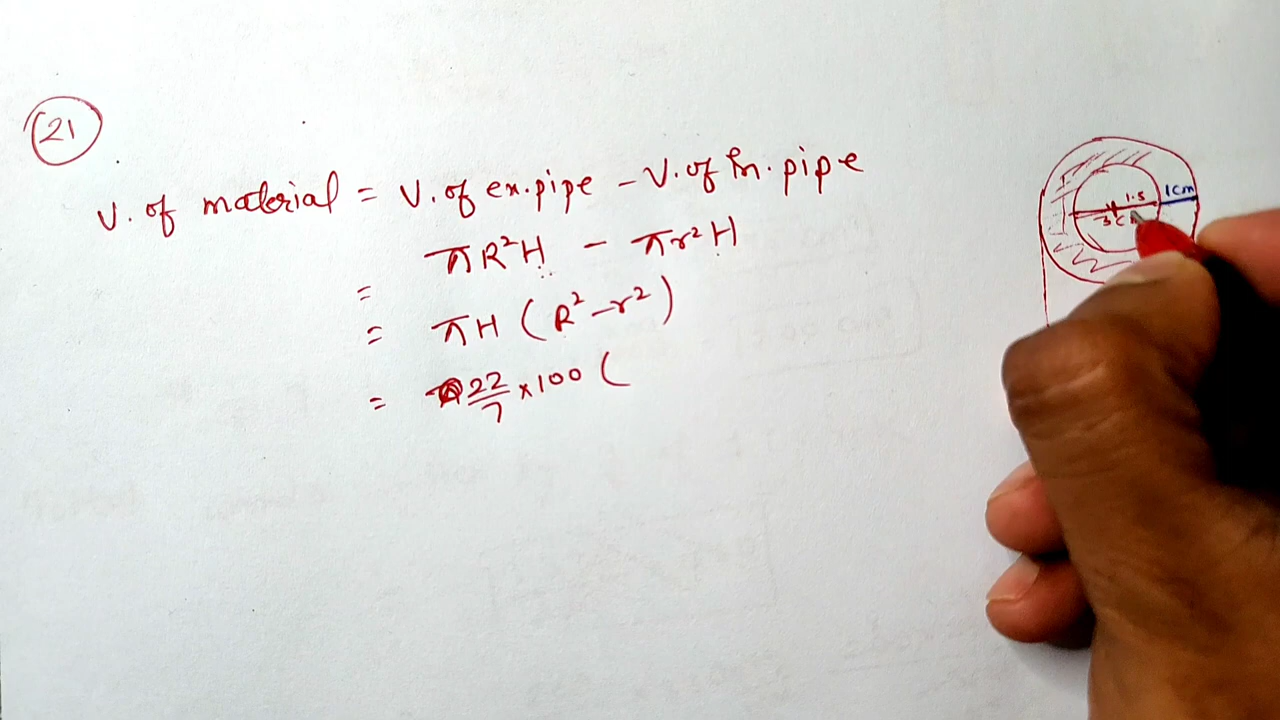 21
V. of material = V. of ex. pipe - V. of In. pipe
= πR²H - πr²H
= πH (R² - r²)
= 22/7 × 100 (
1.5
1cm
3c